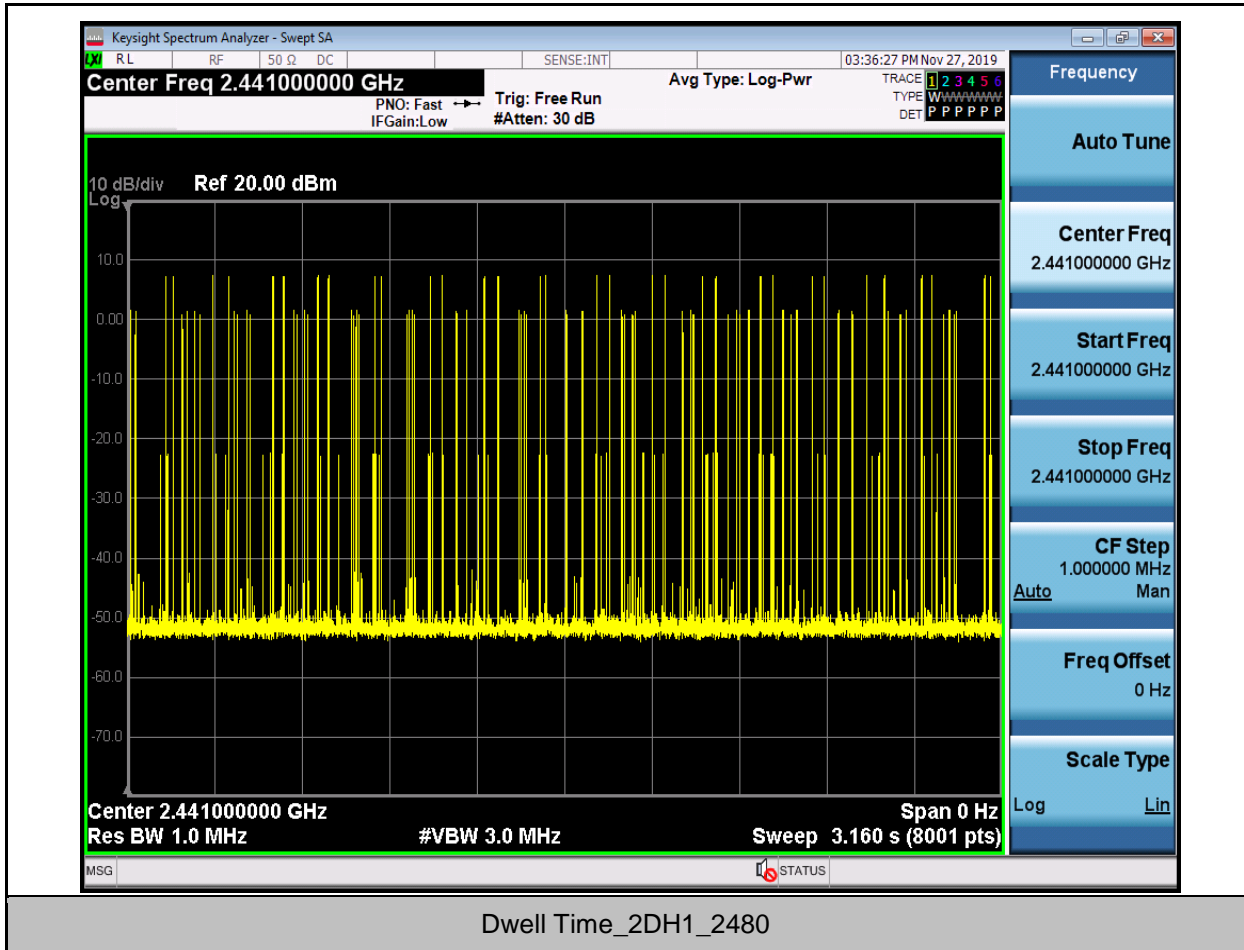 Keysight Spectrum Analyzer - Swept SA
LXI RL RF 50 Ω DC SENSE:INT 03:36:27 PM Nov 27, 2019
Center Freq 2.441000000 GHz
PNO: Fast
IFGain:Low
Trig: Free Run
#Atten: 30 dB
Avg Type: Log-Pwr
TRACE 1 2 3 4 5 6
TYPE WWWWWW
DET P P P P P P
10 dB/div Ref 20.00 dBm
Log
10.0
0.00
-10.0
-20.0
-30.0
-40.0
-50.0
-60.0
-70.0
Center 2.441000000 GHz Span 0 Hz
Res BW 1.0 MHz #VBW 3.0 MHz Sweep 3.160 s (8001 pts)
MSG STATUS
Frequency
Auto Tune
Center Freq
2.441000000 GHz
Start Freq
2.441000000 GHz
Stop Freq
2.441000000 GHz
CF Step
1.000000 MHz
Auto Man
Freq Offset
0 Hz
Scale Type
Log Lin
Dwell Time_2DH1_2480